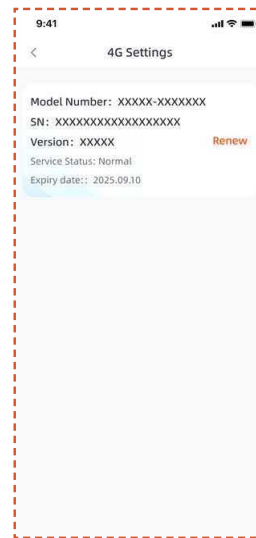 9:41
4G Settings
Model Number: XXXXX-XXXXXXX
SN: XXXXXXXXXXXXXXXXXX
Version: XXXXX Renew
Service Status: Normal
Expiry date:: 2025.09.10